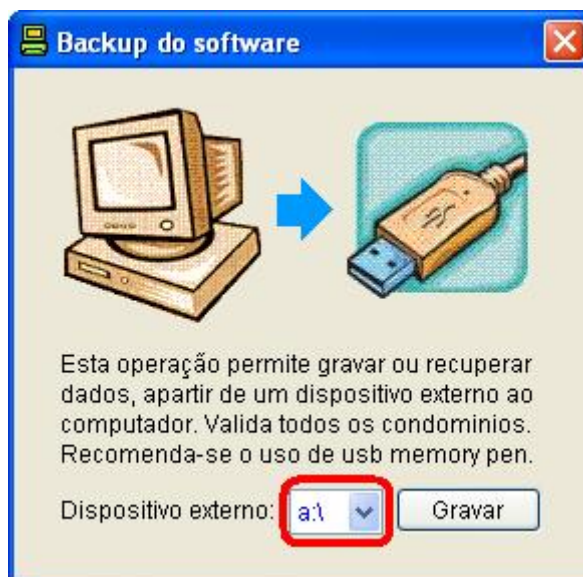 Backup do software
Esta operação permite gravar ou recuperar
dados, apartir de um dispositivo externo ao
computador. Valida todos os condominios.
Recomenda-se o uso de usb memory pen.
Dispositivo externo: a:\ Gravar